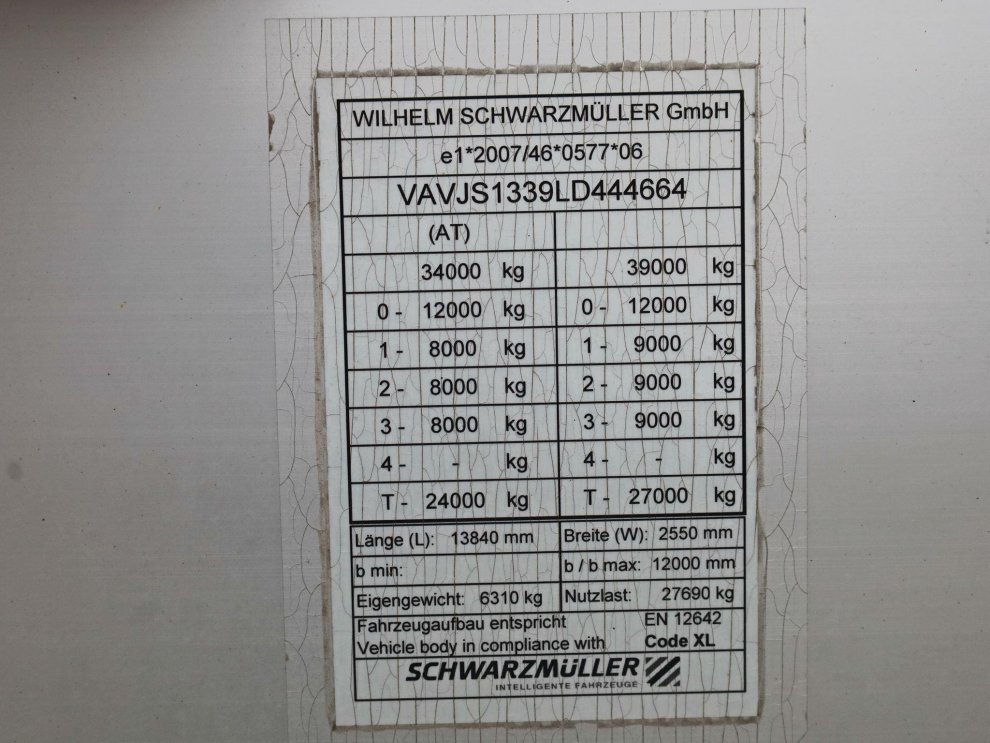 WILHELM SCHWARZMÜLLER GmbH
e1*2007/46*0577*06
VAVJS1339LD444664
(AT)
34000 kg 39000 kg
0 - 12000 kg 0 - 12000 kg
1 - 8000 kg 1 - 9000 kg
2 - 8000 kg 2 - 9000 kg
3 - 8000 kg 3 - 9000 kg
4 - - kg 4 - - kg
T - 24000 kg T - 27000 kg
Länge (L): 13840 mm Breite (W): 2550 mm
b min: b / b max: 12000 mm
Eigengewicht: 6310 kg Nutzlast: 27690 kg
Fahrzeugaufbau entspricht EN 12642
Vehicle body in compliance with Code XL
SCHWARZMÜLLER
INTELLIGENTE FAHRZEUGE